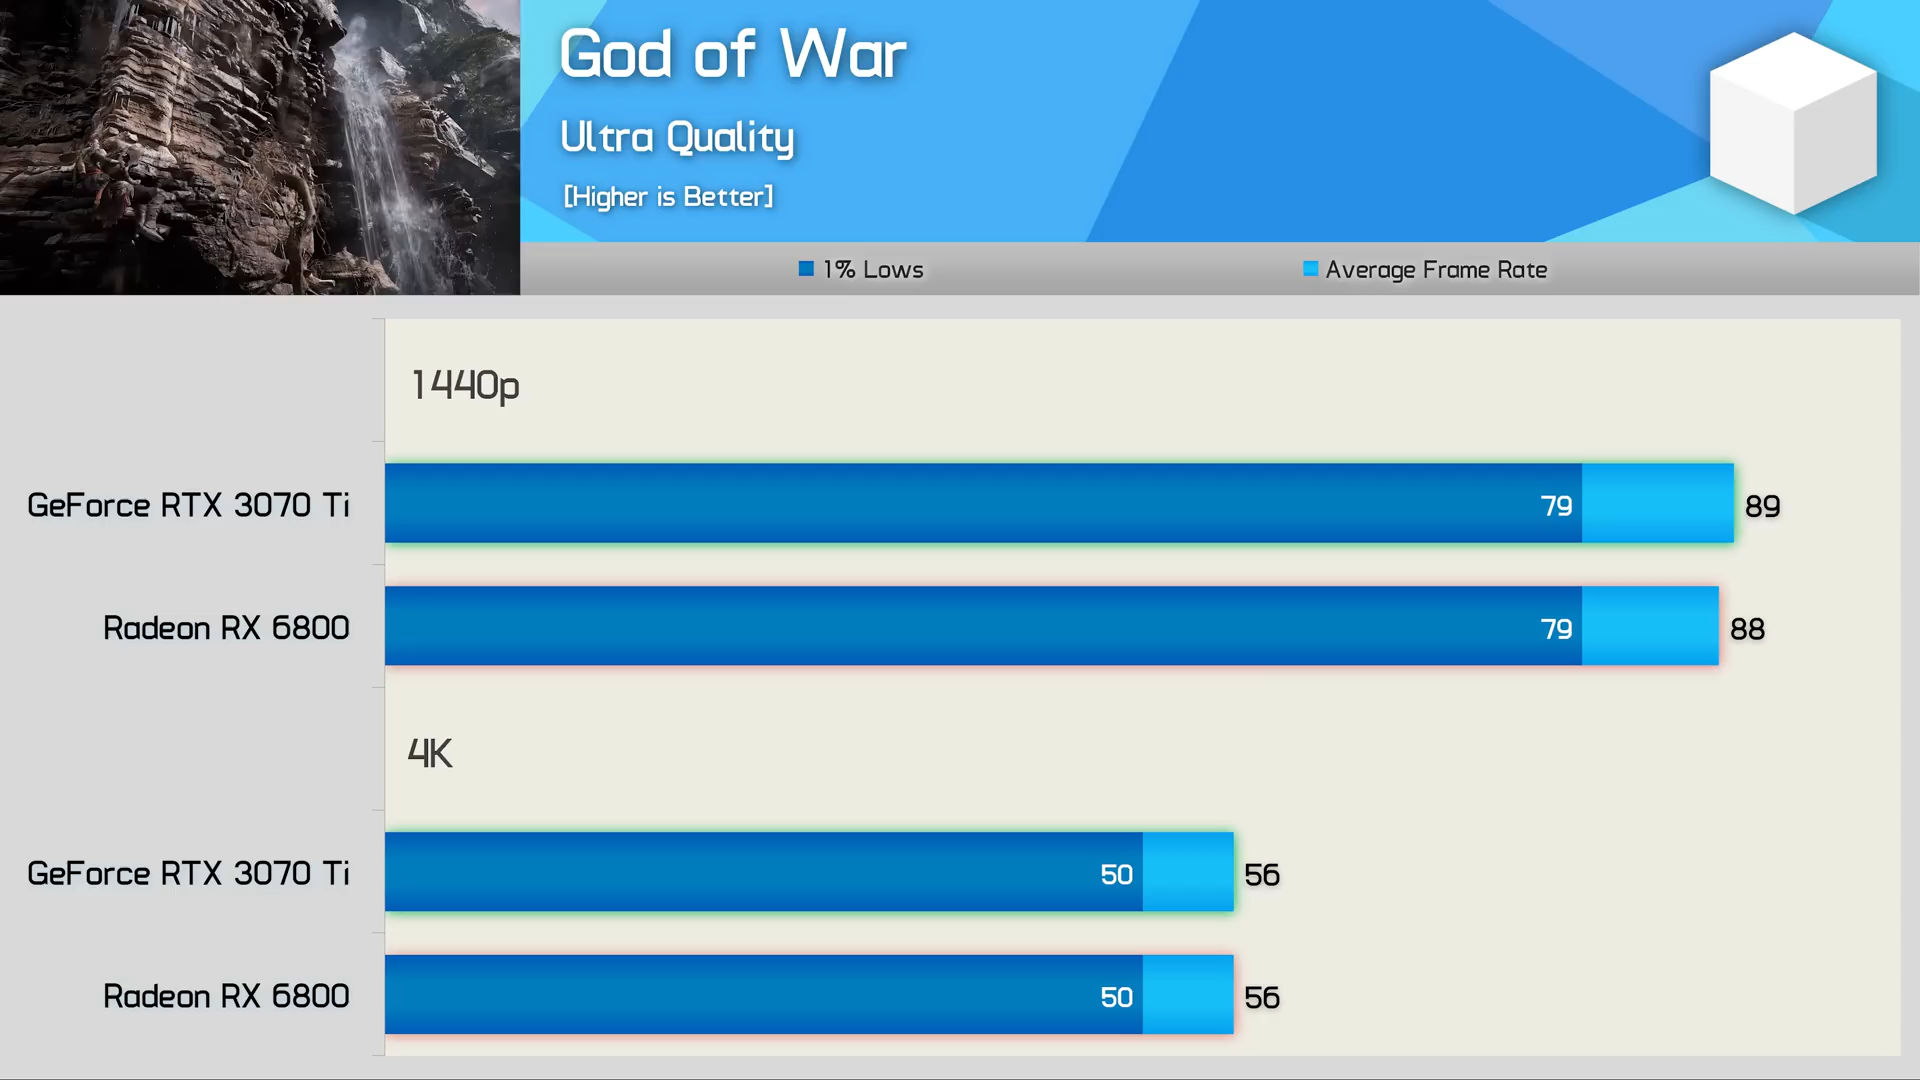 God of War
Ultra Quality
[Higher is Better]
1% Lows
Average Frame Rate
1440p
GeForce RTX 3070 Ti
79
89
Radeon RX 6800
79
88
4K
GeForce RTX 3070 Ti
50
56
Radeon RX 6800
50
56